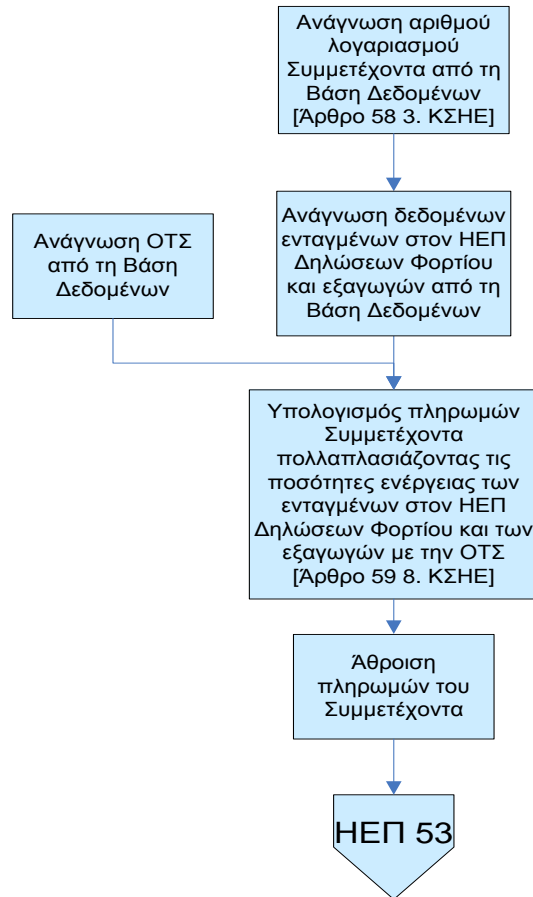 Ανάγνωση αριθμού
λογαριασμού
Συμμετέχοντα από τη
Βάση Δεδομένων
[Άρθρο 58 3. ΚΣΗΕ]
Ανάγνωση ΟΤΣ
από τη Βάση
Δεδομένων
Ανάγνωση δεδομένων
ενταγμένων στον ΗΕΠ
Δηλώσεων Φορτίου
και εξαγωγών από τη
Βάση Δεδομένων
Υπολογισμός πληρωμών
Συμμετέχοντα
πολλαπλασιάζοντας τις
ποσότητες ενέργειας των
ενταγμένων στον ΗΕΠ
Δηλώσεων Φορτίου και των
εξαγωγών με την ΟΤΣ
[Άρθρο 59 8. ΚΣΗΕ]
Άθροιση
πληρωμών του
Συμμετέχοντα
ΗΕΠ 53